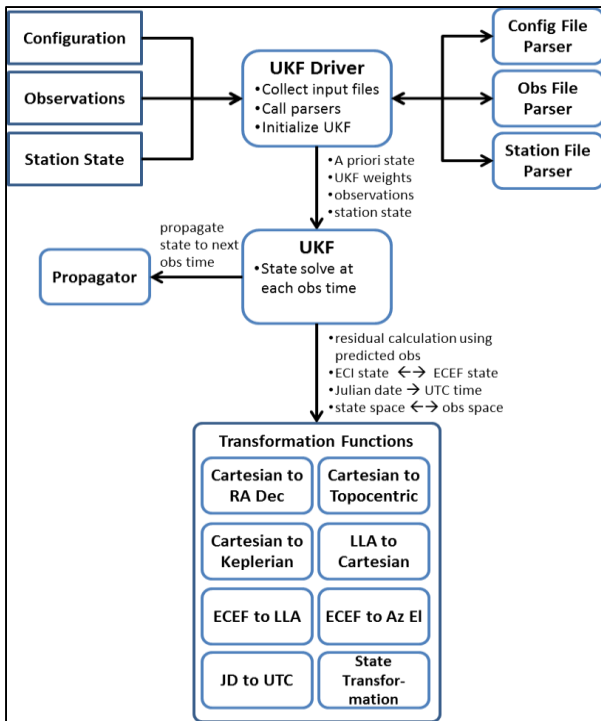 Configuration
Observations
Station State
UKF Driver
•Collect input files
•Call parsers
•Initialize UKF
Config File
Parser
Obs File
Parser
Station File
Parser
•A priori state
•UKF weights
•observations
•station state
propagate
state to next
obs time
Propagator
UKF
•State solve at
each obs time
•residual calculation using
predicted obs
•ECI state ←→ ECEF state
•Julian date → UTC time
•state space ←→ obs space
Transformation Functions
Cartesian to
RA Dec
Cartesian to
Topocentric
Cartesian to
Keplerian
LLA to
Cartesian
ECEF to LLA
ECEF to Az El
JD to UTC
State
Transfor-
mation